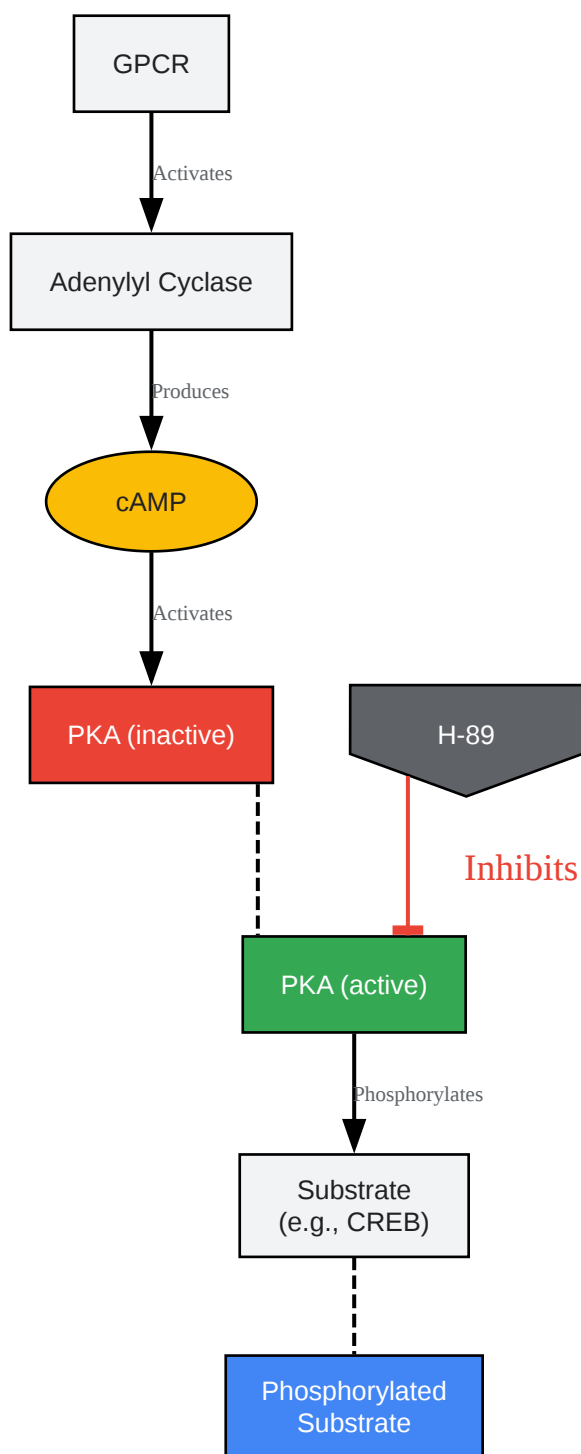 GPCR
Activates
Adenylyl Cyclase
Produces
cAMP
Activates
PKA (inactive)
H-89
Inhibits
PKA (active)
Phosphorylates
Substrate
(e.g., CREB)
Phosphorylated
Substrate